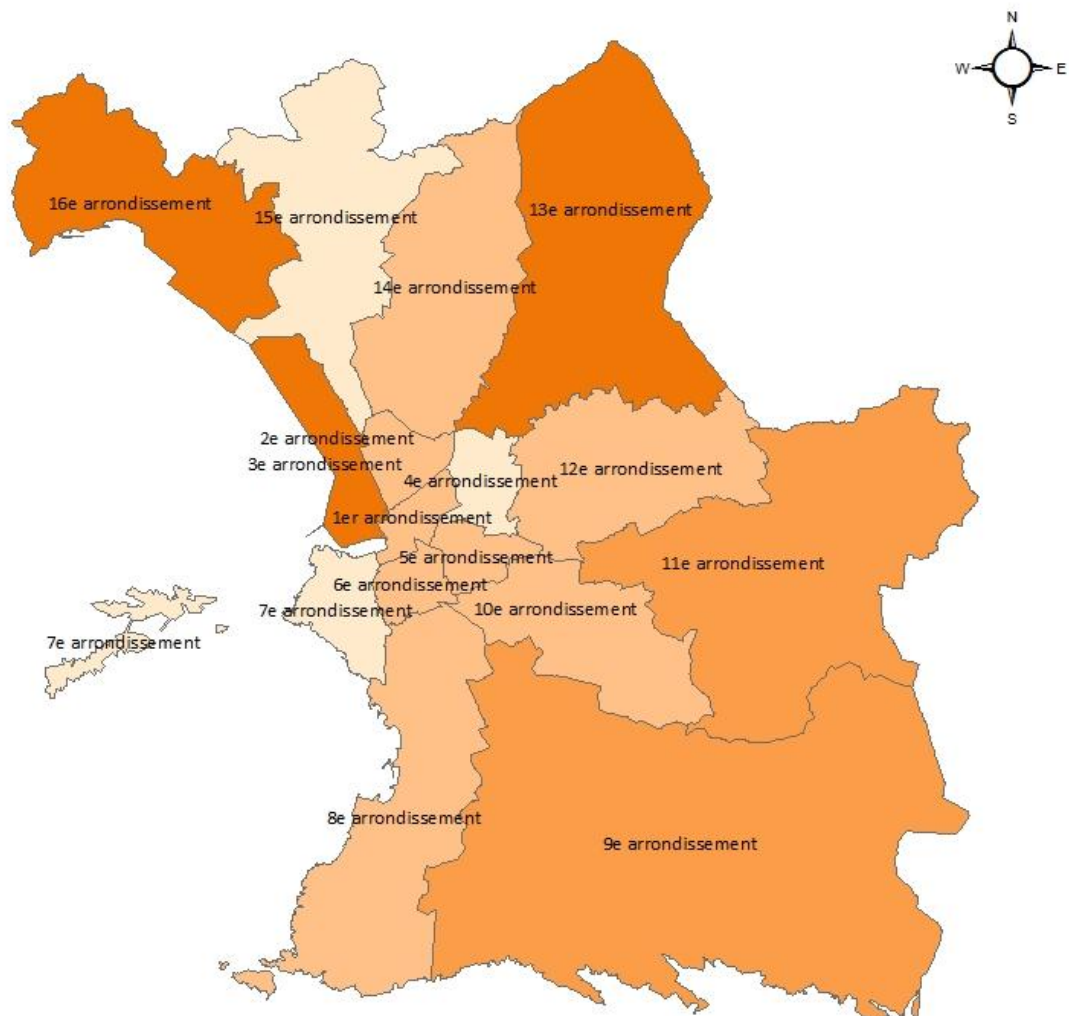 N
W E
S
16e arrondissement
13e arrondissement
15e arrondissement
14e arrondissement
2e arrondissement
3e arrondissement
12e arrondissement
4e arrondissement
1er arrondissement
5e arrondissement
11e arrondissement
6e arrondissement
7e arrondissement
10e arrondissement
7e arrondissement
8e arrondissement
9e arrondissement